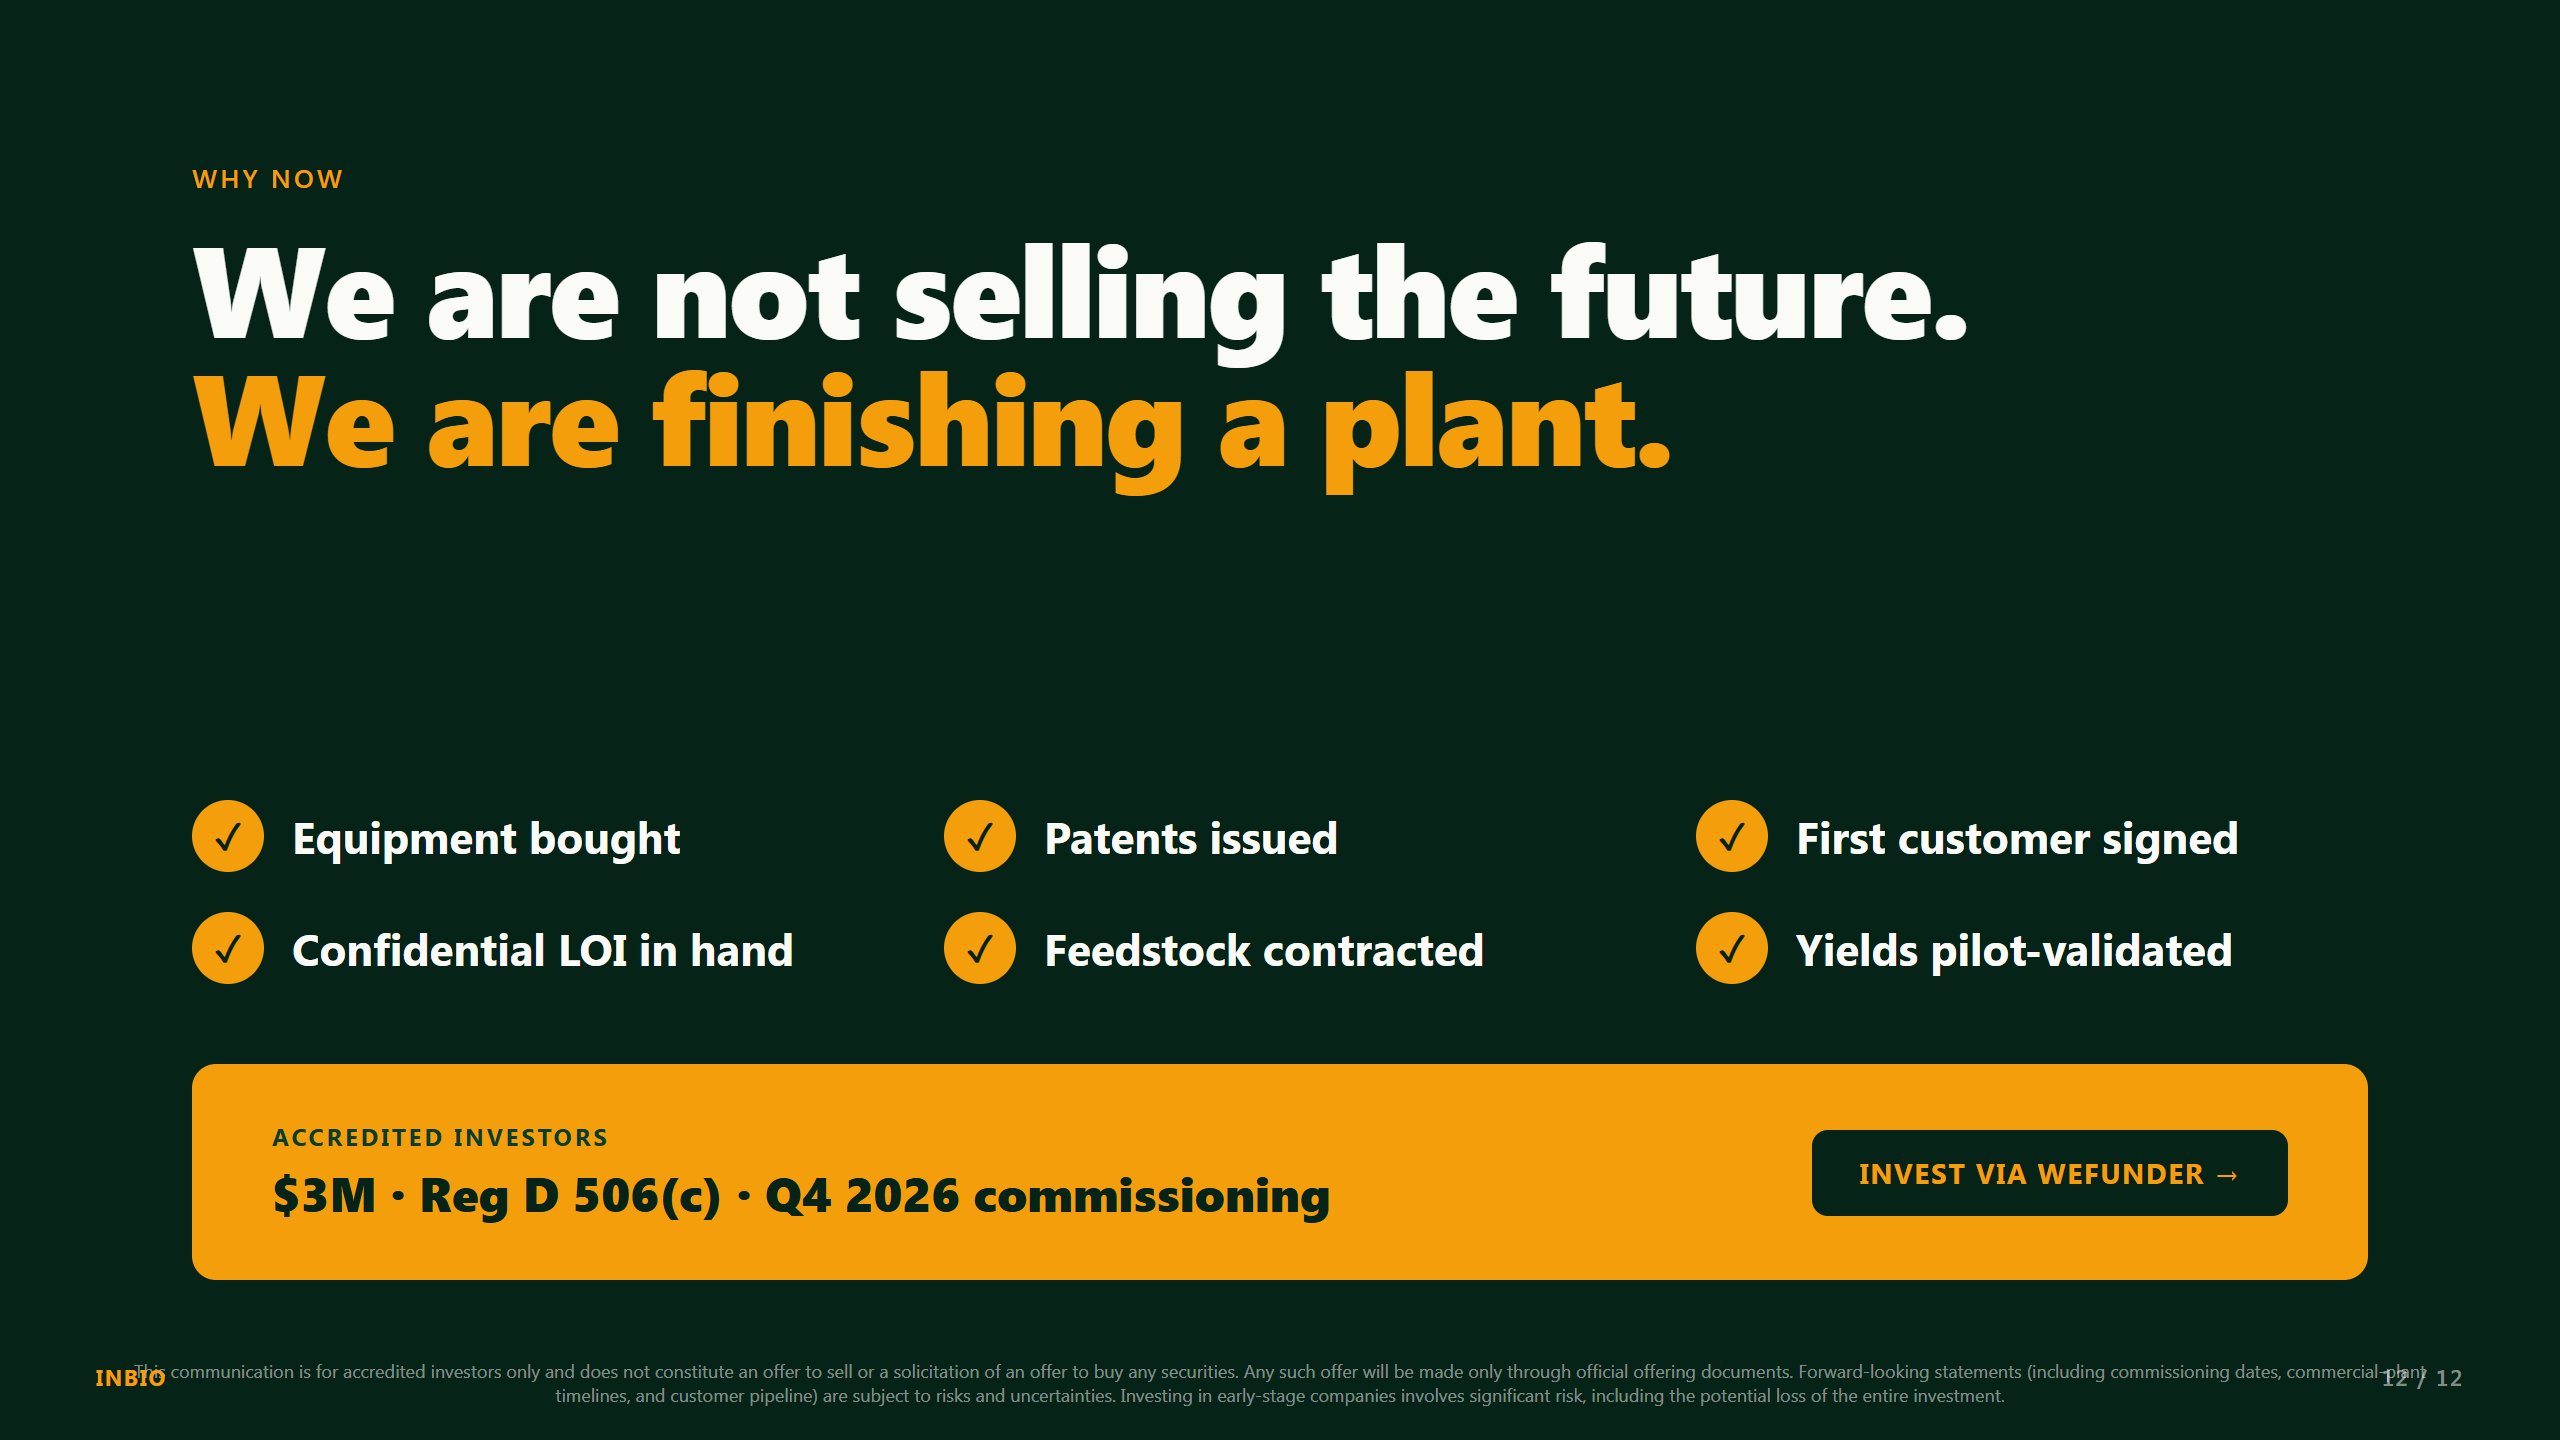 WHY NOW
We are not selling the future.
We are finishing a plant.
✓ Equipment bought
✓ Patents issued
✓ First customer signed
✓ Confidential LOI in hand
✓ Feedstock contracted
✓ Yields pilot-validated
ACCREDITED INVESTORS
$3M · Reg D 506(c) · Q4 2026 commissioning
INVEST VIA WEFUNDER →
INBIO
This communication is for accredited investors only and does not constitute an offer to sell or a solicitation of an offer to buy any securities. Any such offer will be made only through official offering documents. Forward-looking statements (including commissioning dates, commercial-plant
timelines, and customer pipeline) are subject to risks and uncertainties. Investing in early-stage companies involves significant risk, including the potential loss of the entire investment.
12 / 12